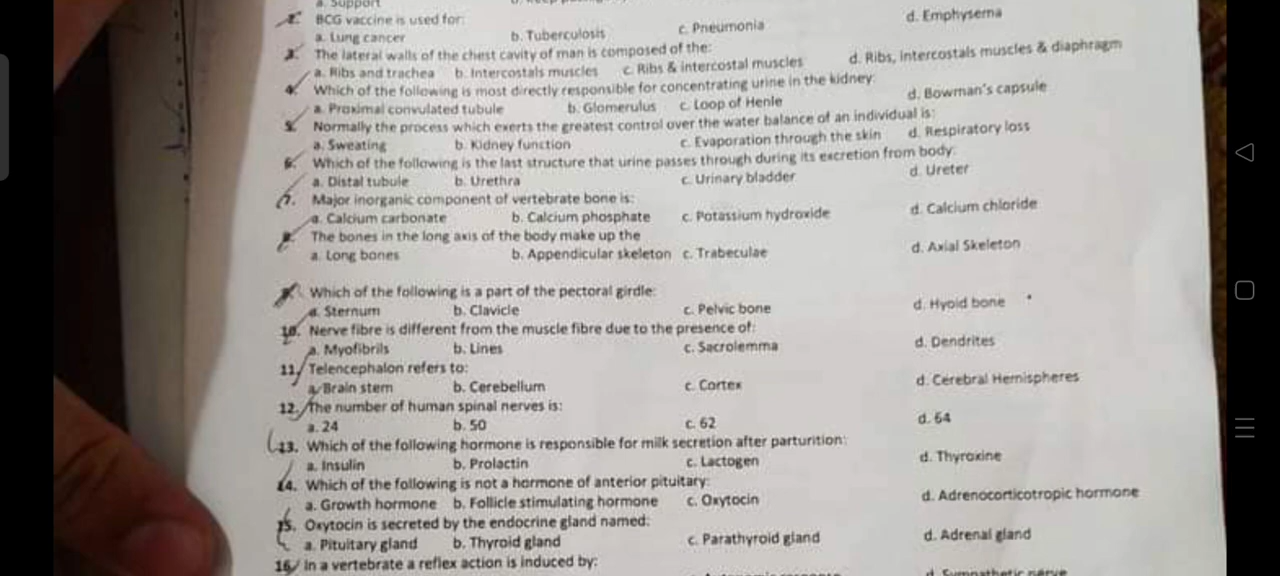 a. Support
2. BCG vaccine is used for:
a. Lung cancer b. Tuberculosis c. Pneumonia d. Emphysema
3. The lateral walls of the chest cavity of man is composed of the:
a. Ribs and trachea b. Intercostals muscles c. Ribs & intercostal muscles d. Ribs, intercostals muscles & diaphragm
4. Which of the following is most directly responsible for concentrating urine in the kidney:
a. Proximal convulated tubule b. Glomerulus c. Loop of Henle d. Bowman's capsule
5. Normally the process which exerts the greatest control over the water balance of an individual is:
a. Sweating b. Kidney function c. Evaporation through the skin d. Respiratory loss
6. Which of the following is the last structure that urine passes through during its excretion from body:
a. Distal tubule b. Urethra c. Urinary bladder d. Ureter
7. Major inorganic component of vertebrate bone is:
a. Calcium carbonate b. Calcium phosphate c. Potassium hydroxide d. Calcium chloride
8. The bones in the long axis of the body make up the
a. Long bones b. Appendicular skeleton c. Trabeculae d. Axial Skeleton
9. Which of the following is a part of the pectoral girdle:
a. Sternum b. Clavicle c. Pelvic bone d. Hyoid bone
10. Nerve fibre is different from the muscle fibre due to the presence of:
a. Myofibrils b. Lines c. Sacrolemma d. Dendrites
11. Telencephalon refers to:
a. Brain stem b. Cerebellum c. Cortex d. Cerebral Hemispheres
12. The number of human spinal nerves is:
a. 24 b. 50 c. 62 d. 64
13. Which of the following hormone is responsible for milk secretion after parturition:
a. Insulin b. Prolactin c. Lactogen d. Thyroxine
14. Which of the following is not a hormone of anterior pituitary:
a. Growth hormone b. Follicle stimulating hormone c. Oxytocin d. Adrenocorticotropic hormone
15. Oxytocin is secreted by the endocrine gland named:
a. Pituitary gland b. Thyroid gland c. Parathyroid gland d. Adrenal gland
16. In a vertebrate a reflex action is induced by:
d. Sympathetic nerve